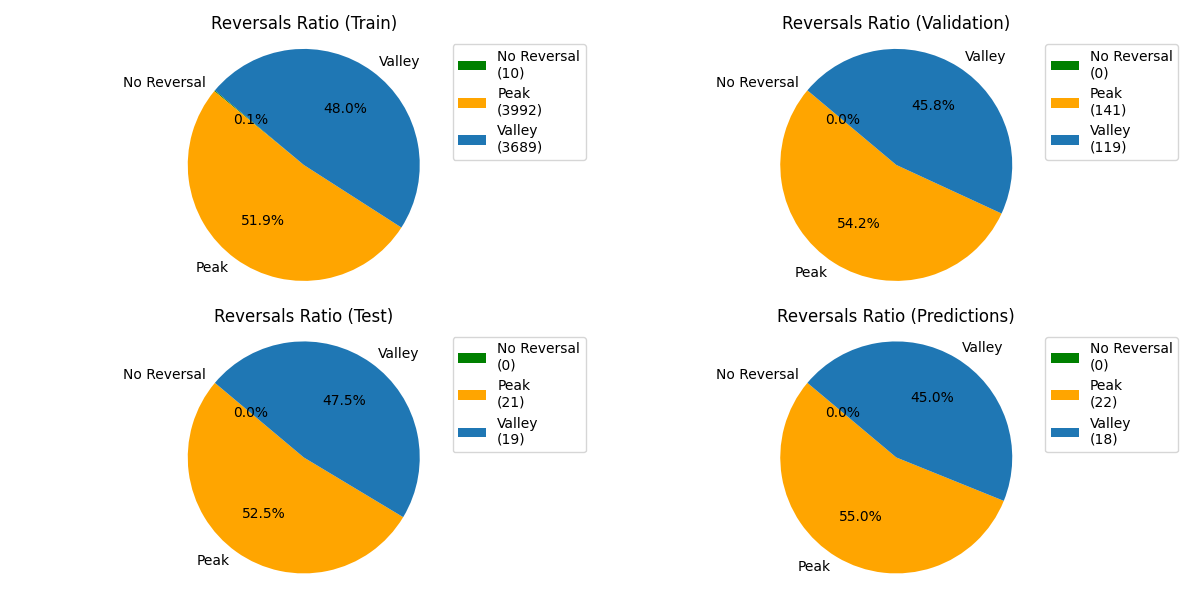 Reversals Ratio (Train)
No Reversal
Valley
Peak
0.1%
48.0%
51.9%
No Reversal
(10)
Peak
(3992)
Valley
(3689)
Reversals Ratio (Validation)
No Reversal
Valley
Peak
0.0%
45.8%
54.2%
No Reversal
(0)
Peak
(141)
Valley
(119)
Reversals Ratio (Test)
No Reversal
Valley
Peak
0.0%
47.5%
52.5%
No Reversal
(0)
Peak
(21)
Valley
(19)
Reversals Ratio (Predictions)
No Reversal
Valley
Peak
0.0%
45.0%
55.0%
No Reversal
(0)
Peak
(22)
Valley
(18)